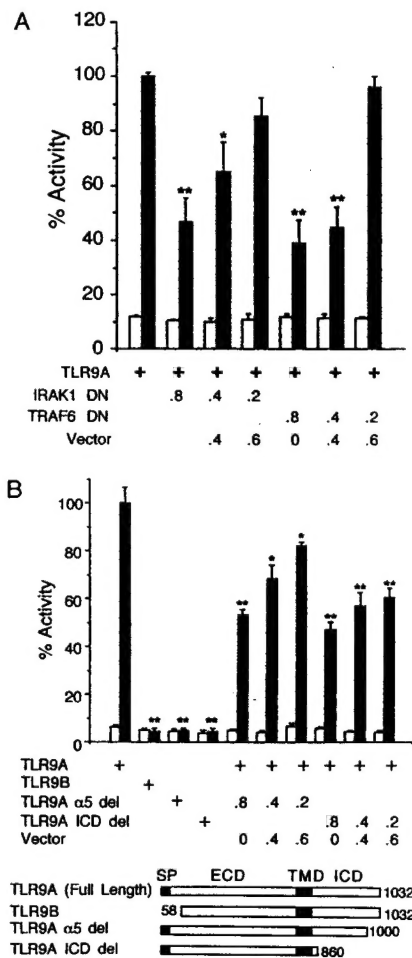 A
120
100
80
60
40
20
0
% Activity
** * ** **
TLR9A + + + + + + +
IRAK1 DN .8 .4 .2
TRAF6 DN .8 .4 .2
Vector .4 .6 0 .4 .6
B
100
80
60
40
20
0
% Activity
** ** ** ** * * ** ** **
TLR9A + + + + + + +
TLR9B +
TLR9A α5 del + .8 .4 .2
TLR9A ICD del + .8 .4 .2
Vector 0 .4 .6 0 .4 .6
SP ECD TMD ICD
TLR9A (Full Length) 1032
TLR9B 58 1032
TLR9A α5 del 1000
TLR9A ICD del 860